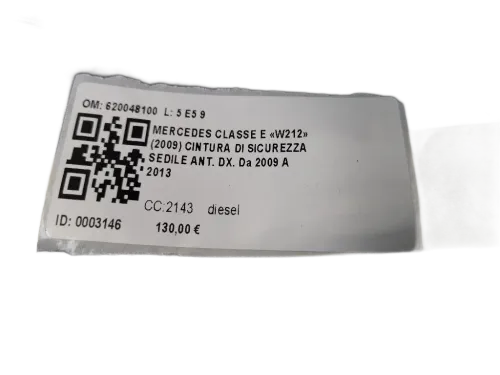 OM: 620048100 L: 5 E5 9
MERCEDES CLASSE E «W212»
(2009) CINTURA DI SICUREZZA
SEDILE ANT. DX. Da 2009 A
2013
CC:2143 diesel
ID: 0003146
130,00 €